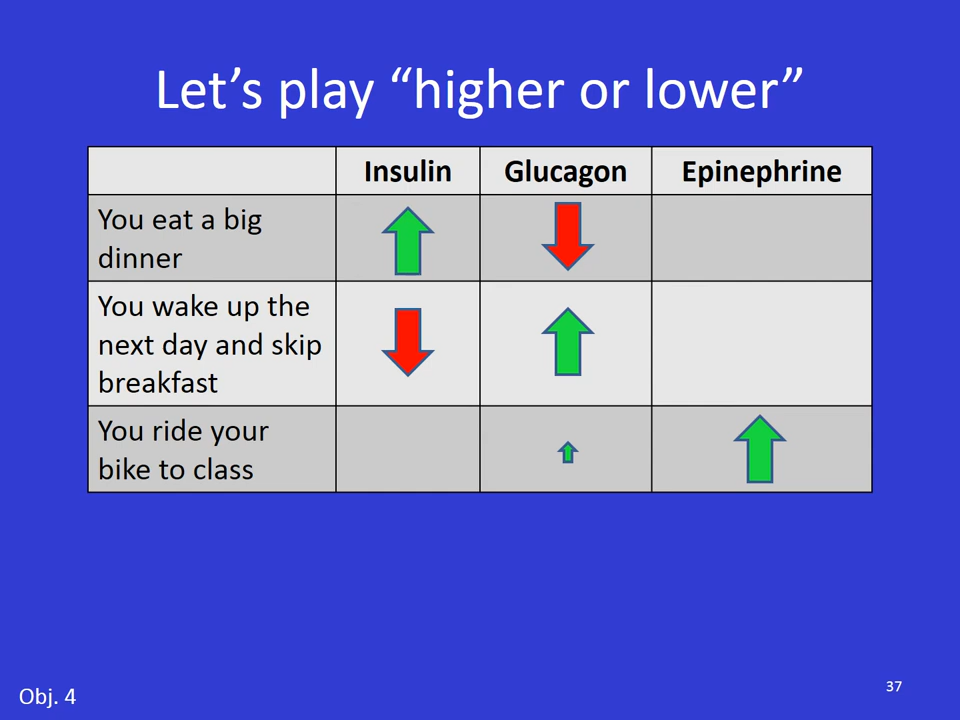 Let's play “higher or lower”
Insulin Glucagon Epinephrine
You eat a big
dinner
You wake up the
next day and skip
breakfast
You ride your
bike to class
Obj. 4
37